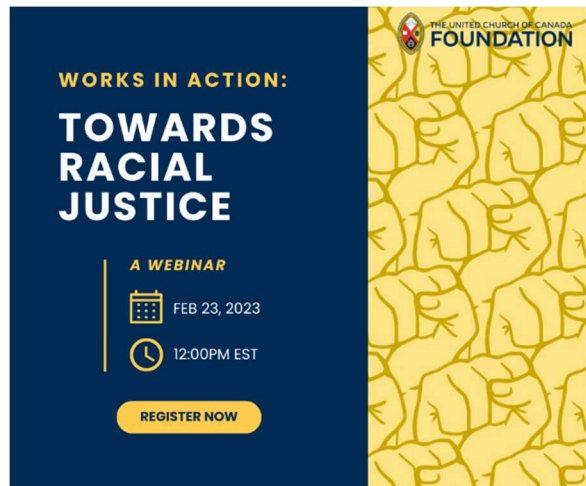 THE UNITED CHURCH OF CANADA
FOUNDATION
WORKS IN ACTION:
TOWARDS
RACIAL
JUSTICE
A WEBINAR
FEB 23, 2023
12:00PM EST
REGISTER NOW